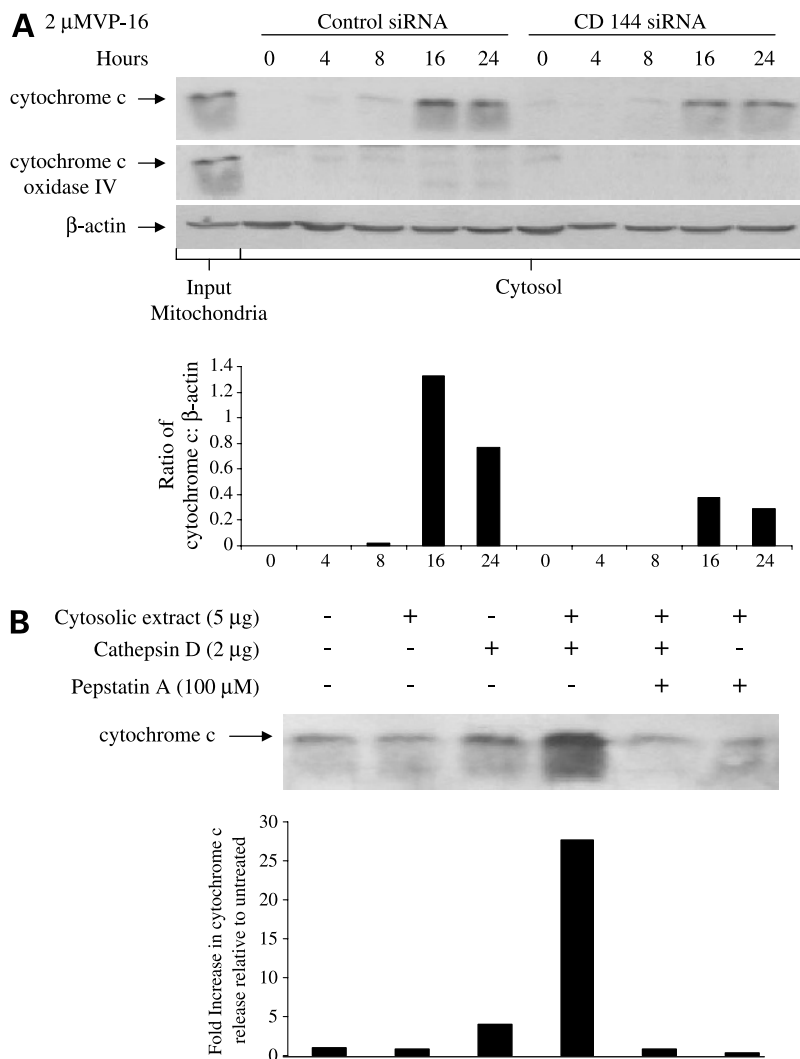 A 2 μMVP-16 Control siRNA CD 144 siRNA
Hours 0 4 8 16 24 0 4 8 16 24
cytochrome c
cytochrome c
oxidase IV
β-actin
Input
Mitochondria
Cytosol
Ratio of
cytochrome c: β-actin
1.4
1.2
1
0.8
0.6
0.4
0.2
0
0 4 8 16 24 0 4 8 16 24
B Cytosolic extract (5 μg) - + - + + +
Cathepsin D (2 μg) - - + + + -
Pepstatin A (100 μM) - - - - + +
cytochrome c
Fold Increase in cytochrome c
release relative to untreated
30
25
20
15
10
5
0